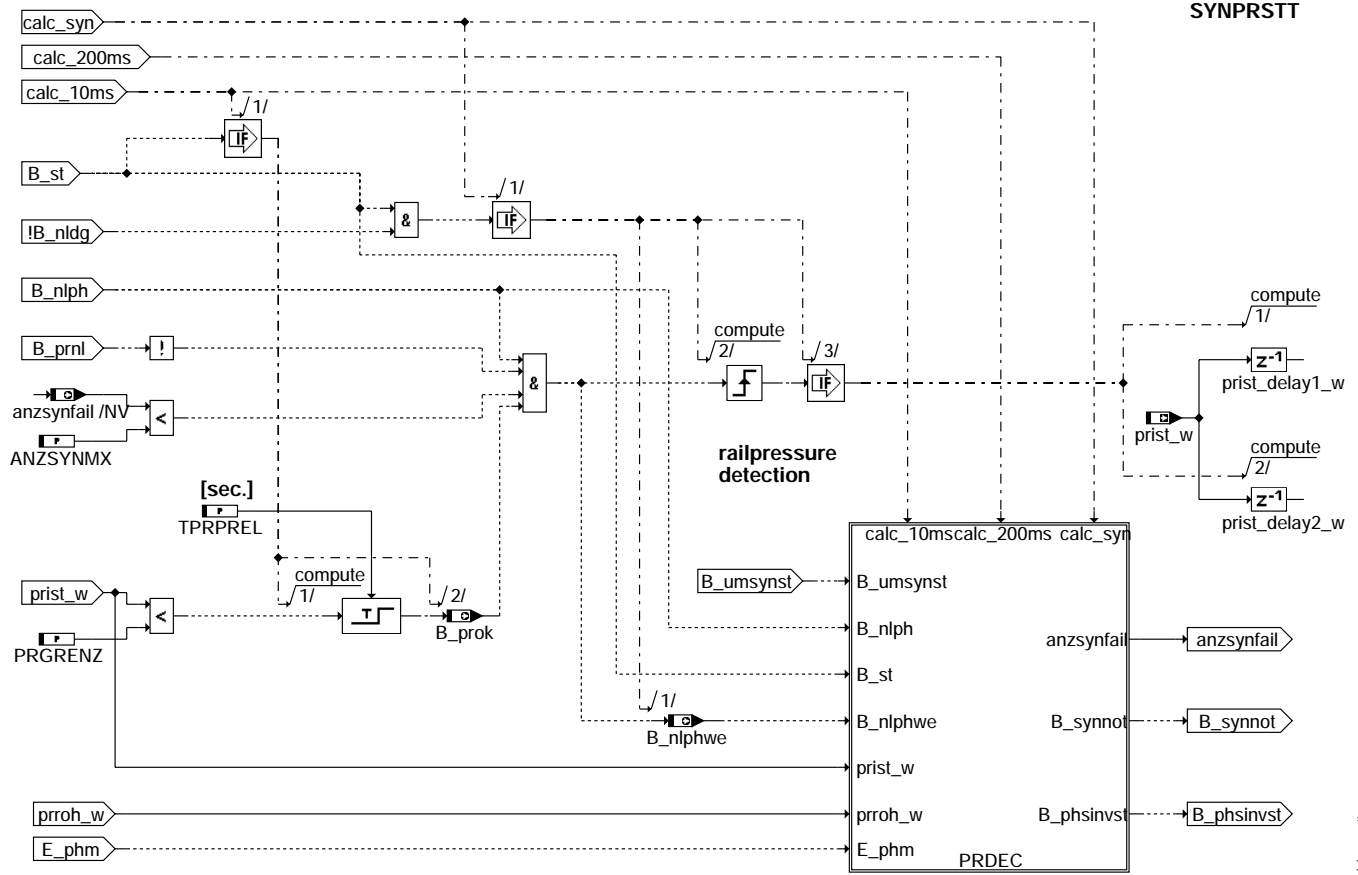 SYNPRSTT
calc_syn
calc_200ms
calc_10ms
/1/
IF
B_st
/1/
&
IF
!B_nldg
B_nlph
compute
1/
B_prnl
!
compute
2/
/3/
z-1
prist_delay1_w
&
IF
anzsynfail /NV
<
P
ANZSYNMX
prist_w
railpressure
detection
compute
2/
[sec.]
P
TPRPREL
z-1
prist_delay2_w
calc_10ms
calc_200ms
calc_syn
compute
1/
/2/
B_umsynst
B_umsynst
prist_w
<
T
B_prok
B_nlph
P
PRGRENZ
anzsynfail
anzsynfail
B_st
/1/
B_nlphwe
B_nlphwe
B_synnot
B_synnot
prist_w
prroh_w
prroh_w
B_phsinvst
B_phsinvst
E_phm
E_phm
PRDEC